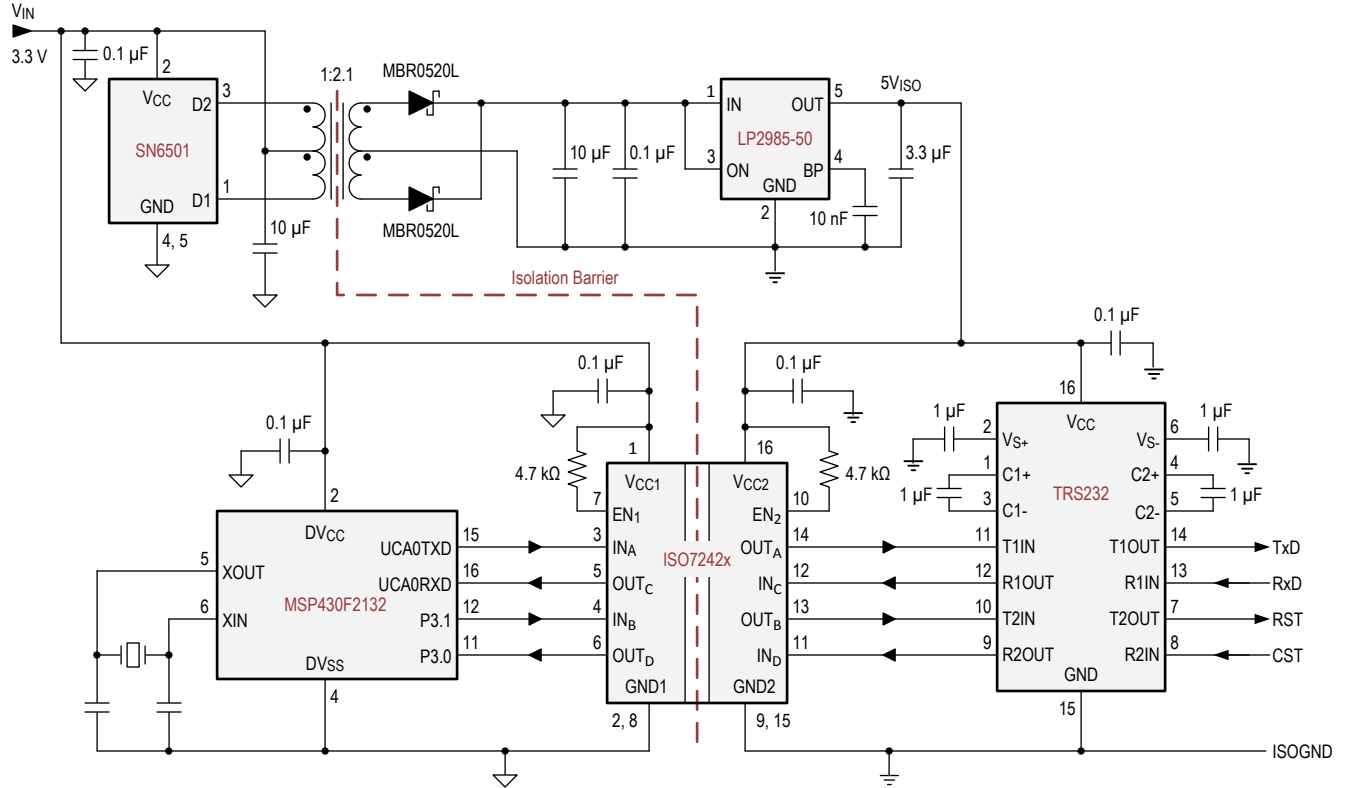 VIN
3.3 V
0.1 µF
2
VCC
D2
3
SN6501
D1
1
GND
4, 5
10 µF
1:2.1
MBR0520L
MBR0520L
10 µF
0.1 µF
1
IN
OUT
5
LP2985-50
3
ON
BP
4
GND
2
10 nF
5VISO
3.3 µF
Isolation Barrier
0.1 µF
2
DVCC
5
XOUT
UCA0TXD
15
UCA0RXD
16
MSP430F2132
6
XIN
P3.1
12
P3.0
11
DVSS
4
0.1 µF
4.7 kΩ
1
VCC1
7
EN1
3
INA
5
OUTC
4
INB
6
OUTD
GND1
2, 8
ISO7242x
0.1 µF
4.7 kΩ
16
VCC2
10
EN2
14
OUTA
12
INC
13
OUTB
11
IND
GND2
9, 15
0.1 µF
16
VCC
1 µF
2
VS+
1
C1+
1 µF
3
C1-
TRS232
6
VS-
1 µF
4
C2+
1 µF
5
C2-
11
T1IN
T1OUT
14
TxD
12
R1OUT
R1IN
13
RxD
10
T2IN
T2OUT
7
RST
9
R2OUT
R2IN
8
CST
GND
15
ISOGND